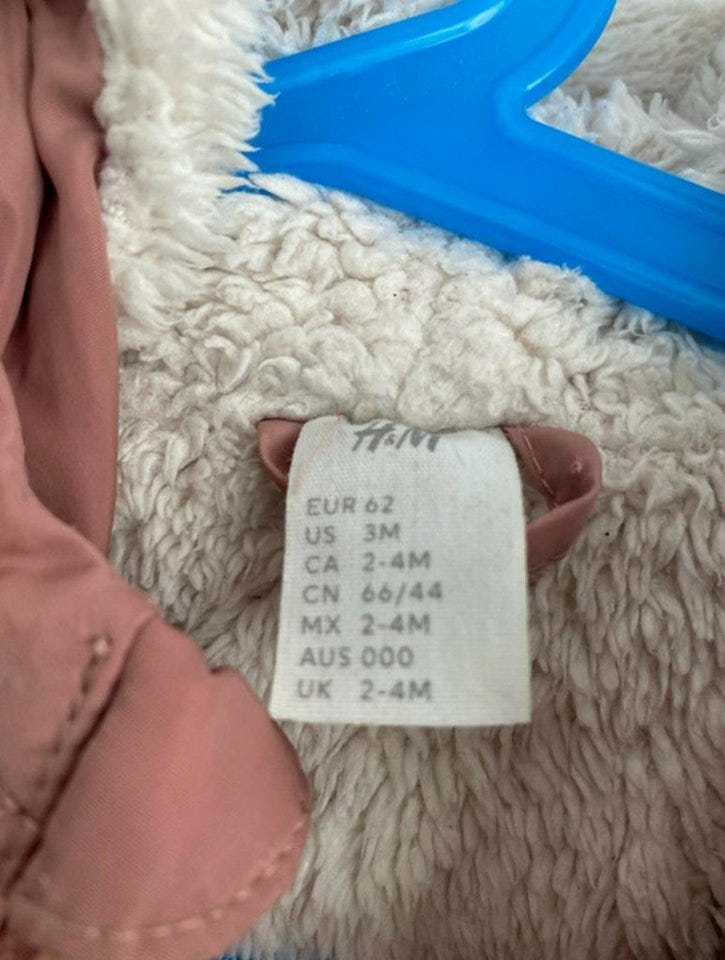 H&M
EUR 62
US 3M
CA 2-4M
CN 66/44
MX 2-4M
AUS 000
UK 2-4M